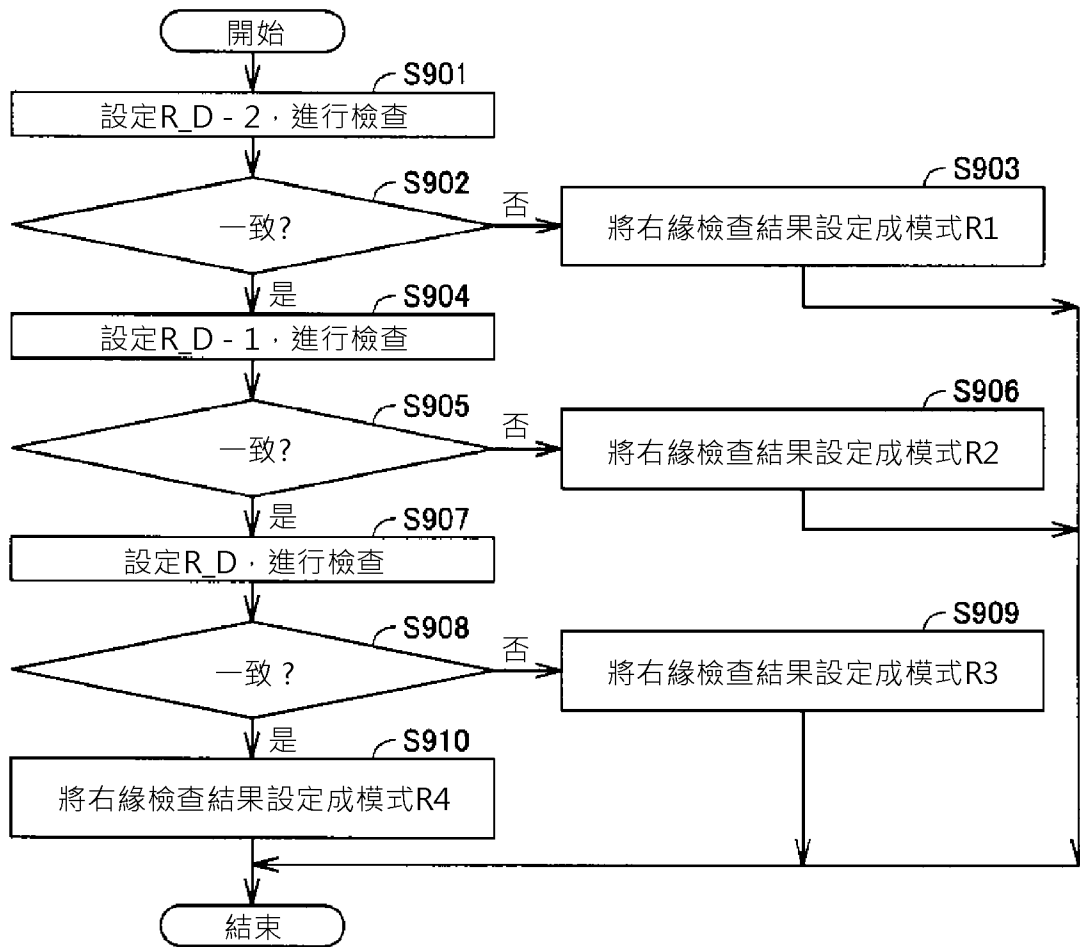 開始
S901
設定R_D - 2，進行檢查
S902
一致?
否
S903
將右緣檢查結果設定成模式R1
是
S904
設定R_D - 1，進行檢查
S905
一致?
否
S906
將右緣檢查結果設定成模式R2
是
S907
設定R_D，進行檢查
S908
一致?
否
S909
將右緣檢查結果設定成模式R3
是
S910
將右緣檢查結果設定成模式R4
結束